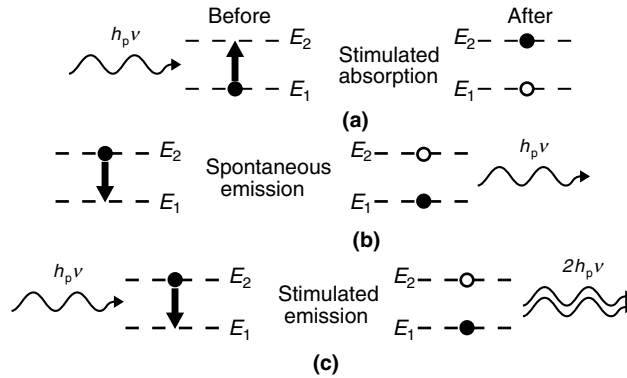 Before
After
hₚν
E₂
E₁
Stimulated
absorption
E₂
E₁
(a)
E₂
E₁
Spontaneous
emission
E₂
E₁
hₚν
(b)
hₚν
E₂
E₁
Stimulated
emission
E₂
E₁
2hₚν
(c)